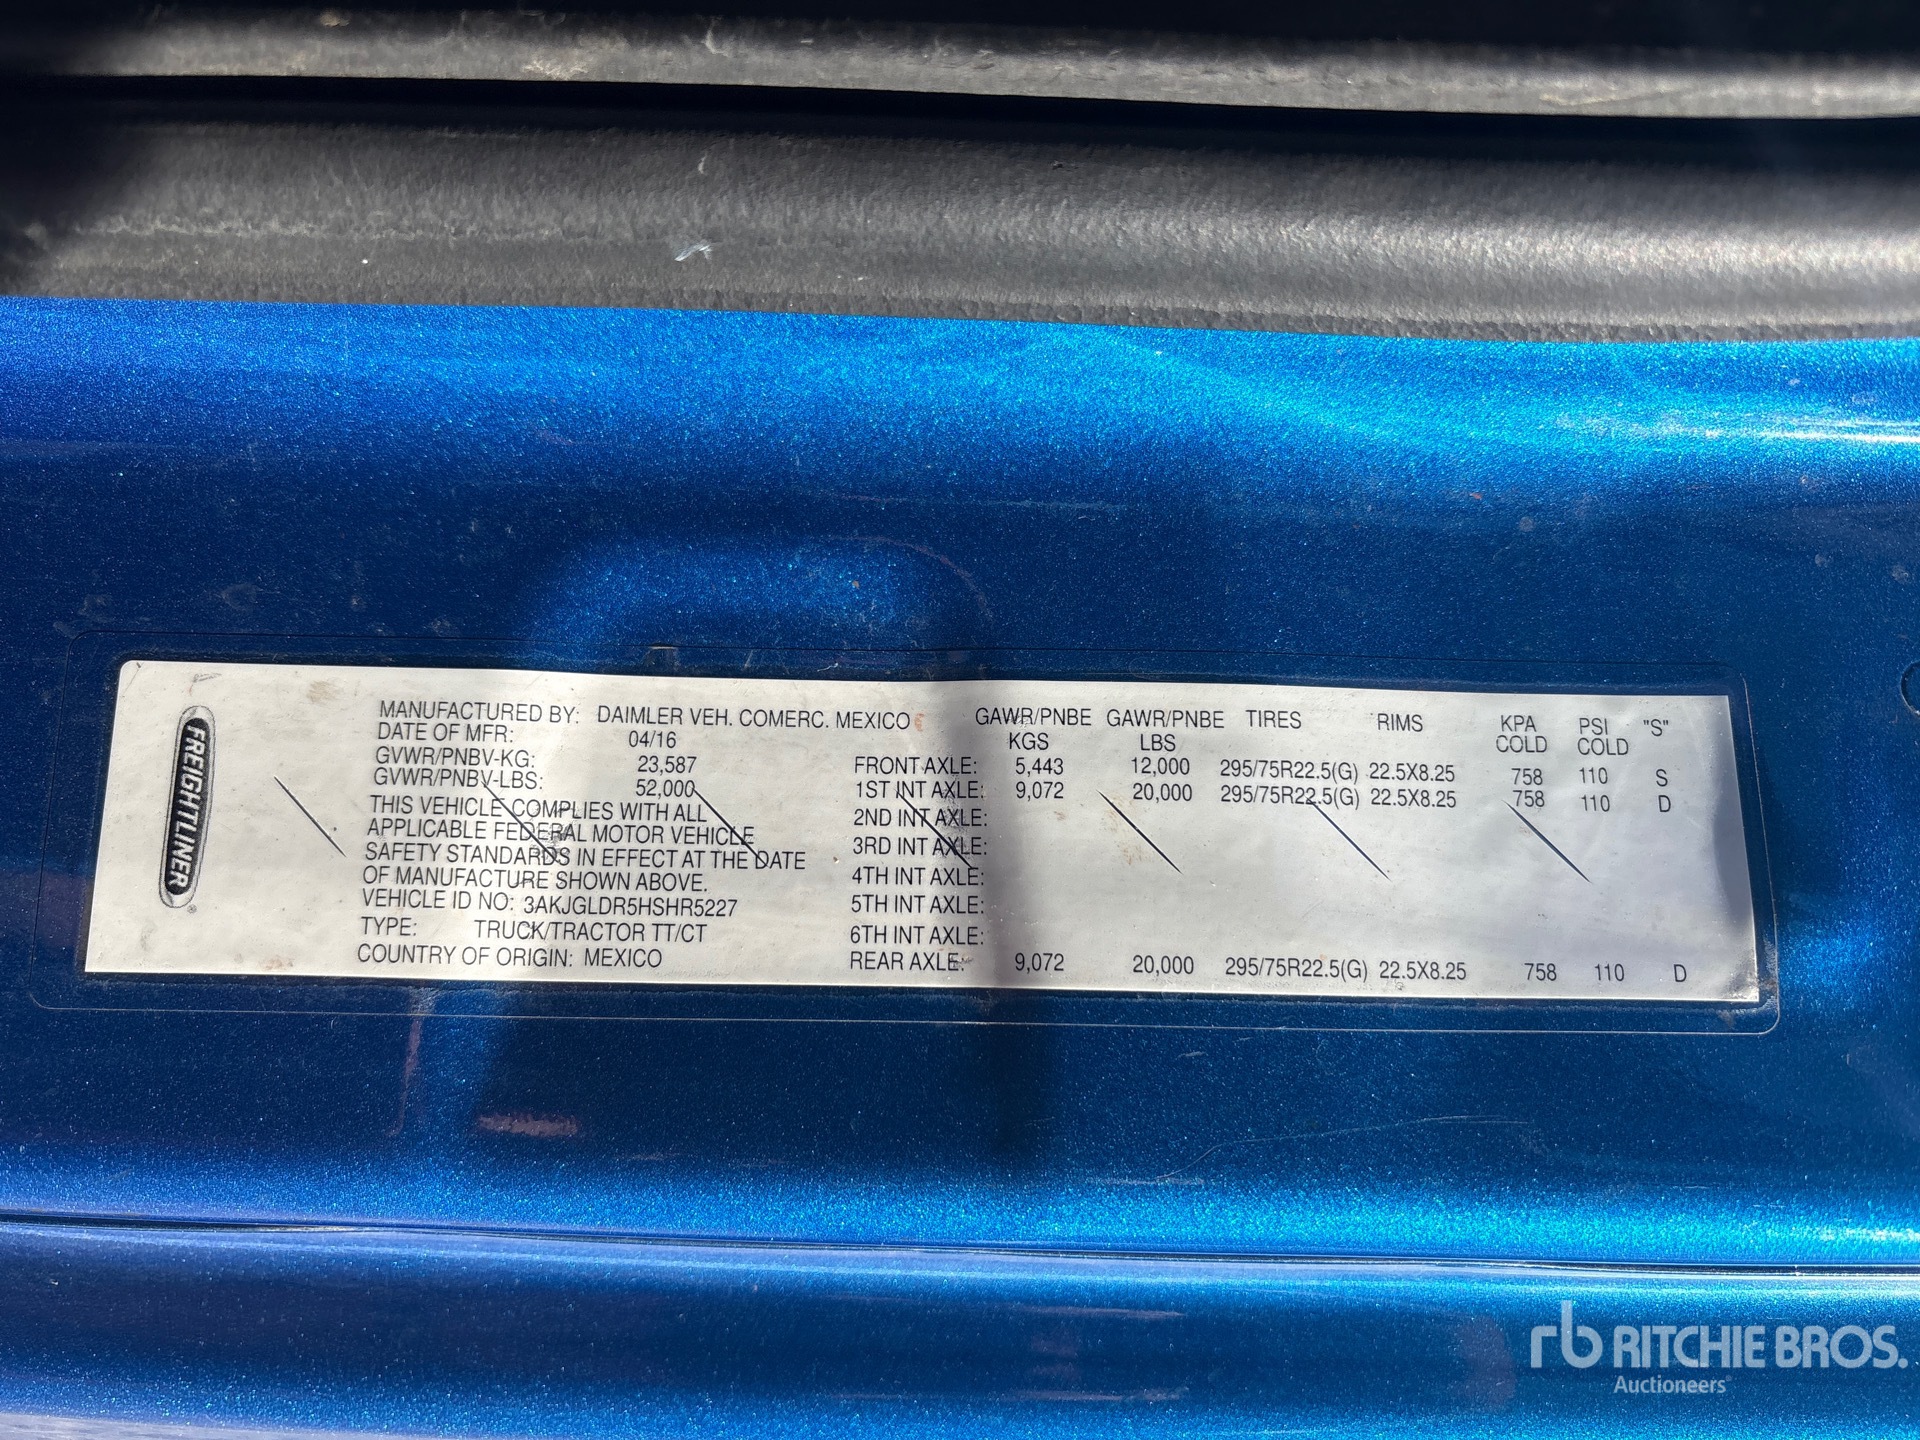 FREIGHTLINER
MANUFACTURED BY: DAIMLER VEH. COMERC. MEXICO
DATE OF MFR: 04/16
GVWR/PNBV-KG: 23,587
GVWR/PNBV-LBS: 52,000
THIS VEHICLE COMPLIES WITH ALL
APPLICABLE FEDERAL MOTOR VEHICLE
SAFETY STANDARDS IN EFFECT AT THE DATE
OF MANUFACTURE SHOWN ABOVE.
VEHICLE ID NO: 3AKJGLDR5HSHR5227
TYPE: TRUCK/TRACTOR TT/CT
COUNTRY OF ORIGIN: MEXICO
GAWR/PNBE GAWR/PNBE TIRES RIMS KPA PSI "S"
KGS LBS COLD COLD
FRONT AXLE: 5,443 12,000 295/75R22.5(G) 22.5X8.25 758 110 S
1ST INT AXLE: 9,072 20,000 295/75R22.5(G) 22.5X8.25 758 110 D
2ND INT AXLE:
3RD INT AXLE:
4TH INT AXLE:
5TH INT AXLE:
6TH INT AXLE:
REAR AXLE: 9,072 20,000 295/75R22.5(G) 22.5X8.25 758 110 D
rb RITCHIE BROS.
Auctioneers